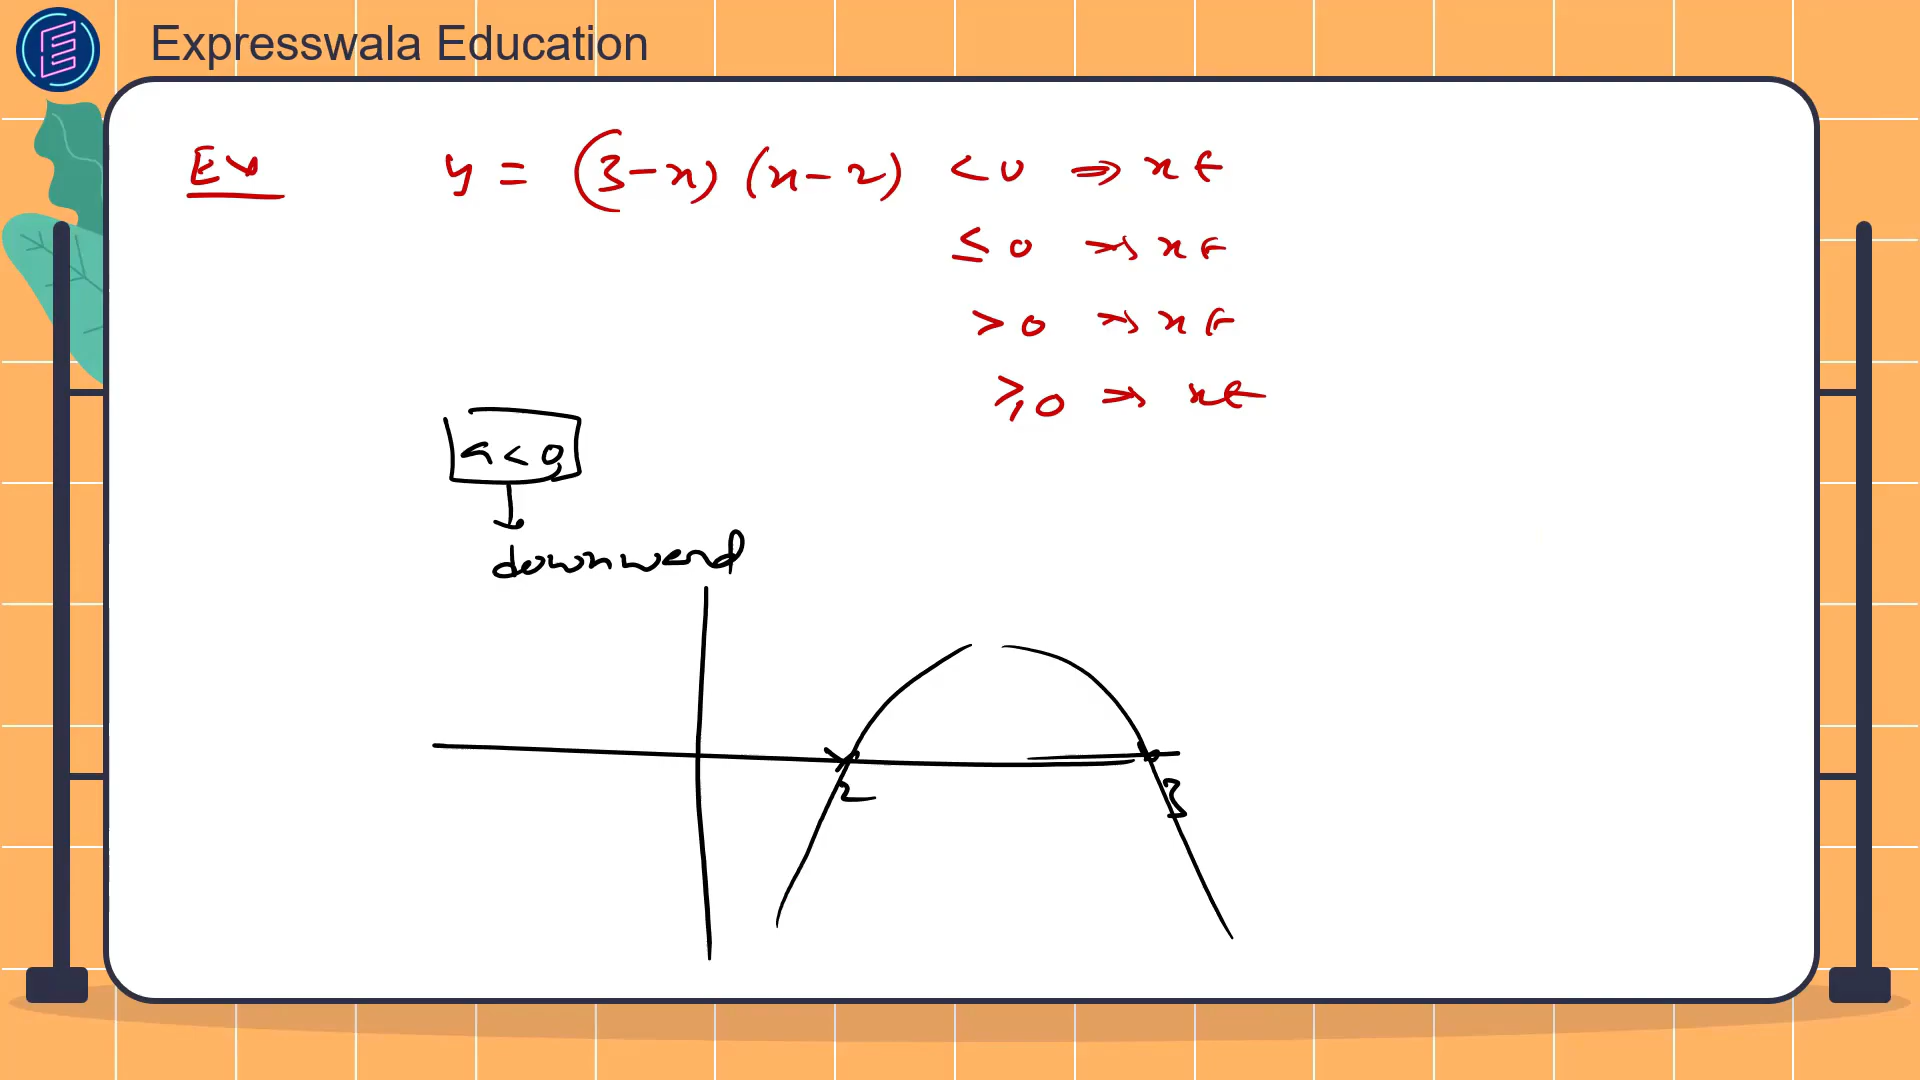 Expresswala Education
Ex y = (3-x) (x-2) <0 ⇒ x ∈
≤ 0 ⇒ x ∈
> 0 ⇒ x ∈
≥ 0 ⇒ x ∈
a < 0
↓
downward
2 3